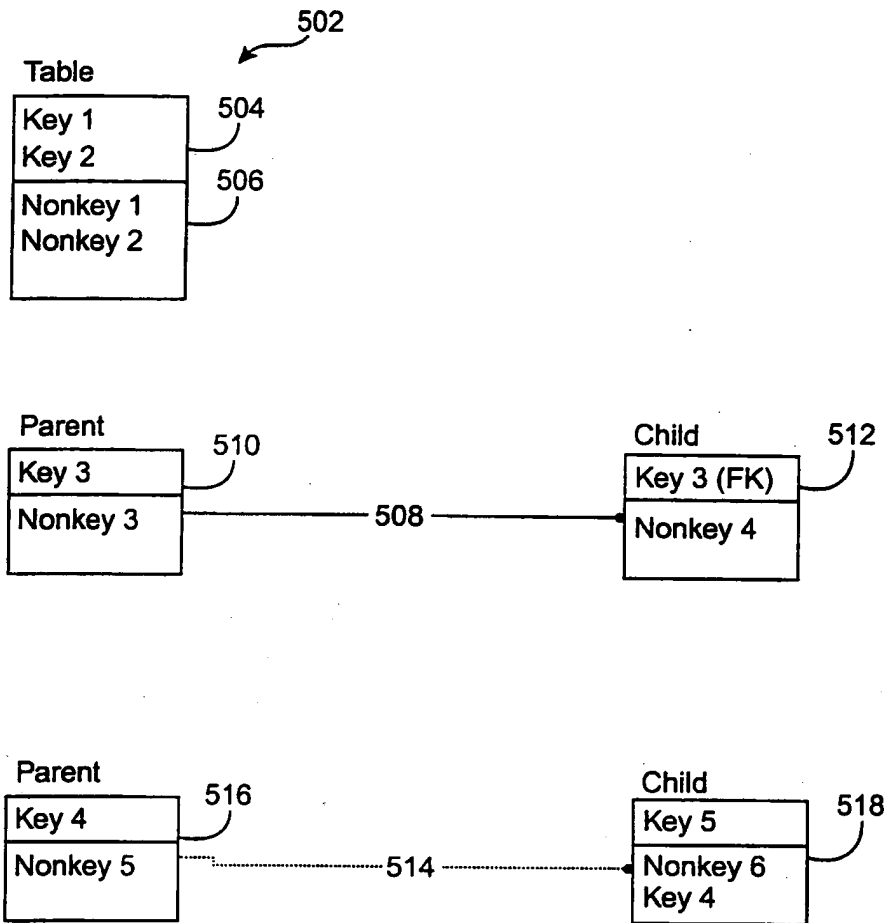 502
Table
Key 1
Key 2
504
Nonkey 1
Nonkey 2
506
Parent
Key 3
Nonkey 3
510
508
Child
Key 3 (FK)
Nonkey 4
512
Parent
Key 4
Nonkey 5
516
514
Child
Key 5
Nonkey 6
Key 4
518